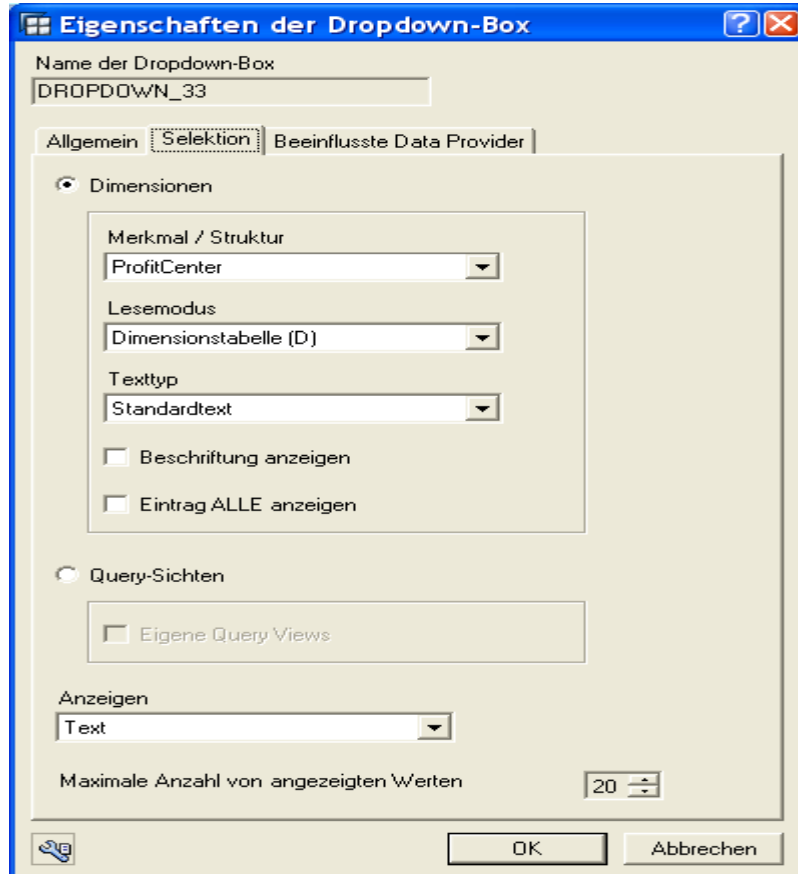 Eigenschaften der Dropdown-Box
Name der Dropdown-Box
DROPDOWN_33
Allgemein Selektion Beeinflusste Data Provider
Dimensionen
Merkmal / Struktur
ProfitCenter
Lesemodus
Dimensionstabelle (D)
Texttyp
Standardtext
Beschriftung anzeigen
Eintrag ALLE anzeigen
Query-Sichten
Eigene Query Views
Anzeigen
Text
Maximale Anzahl von angezeigten Werten 20
OK Abbrechen